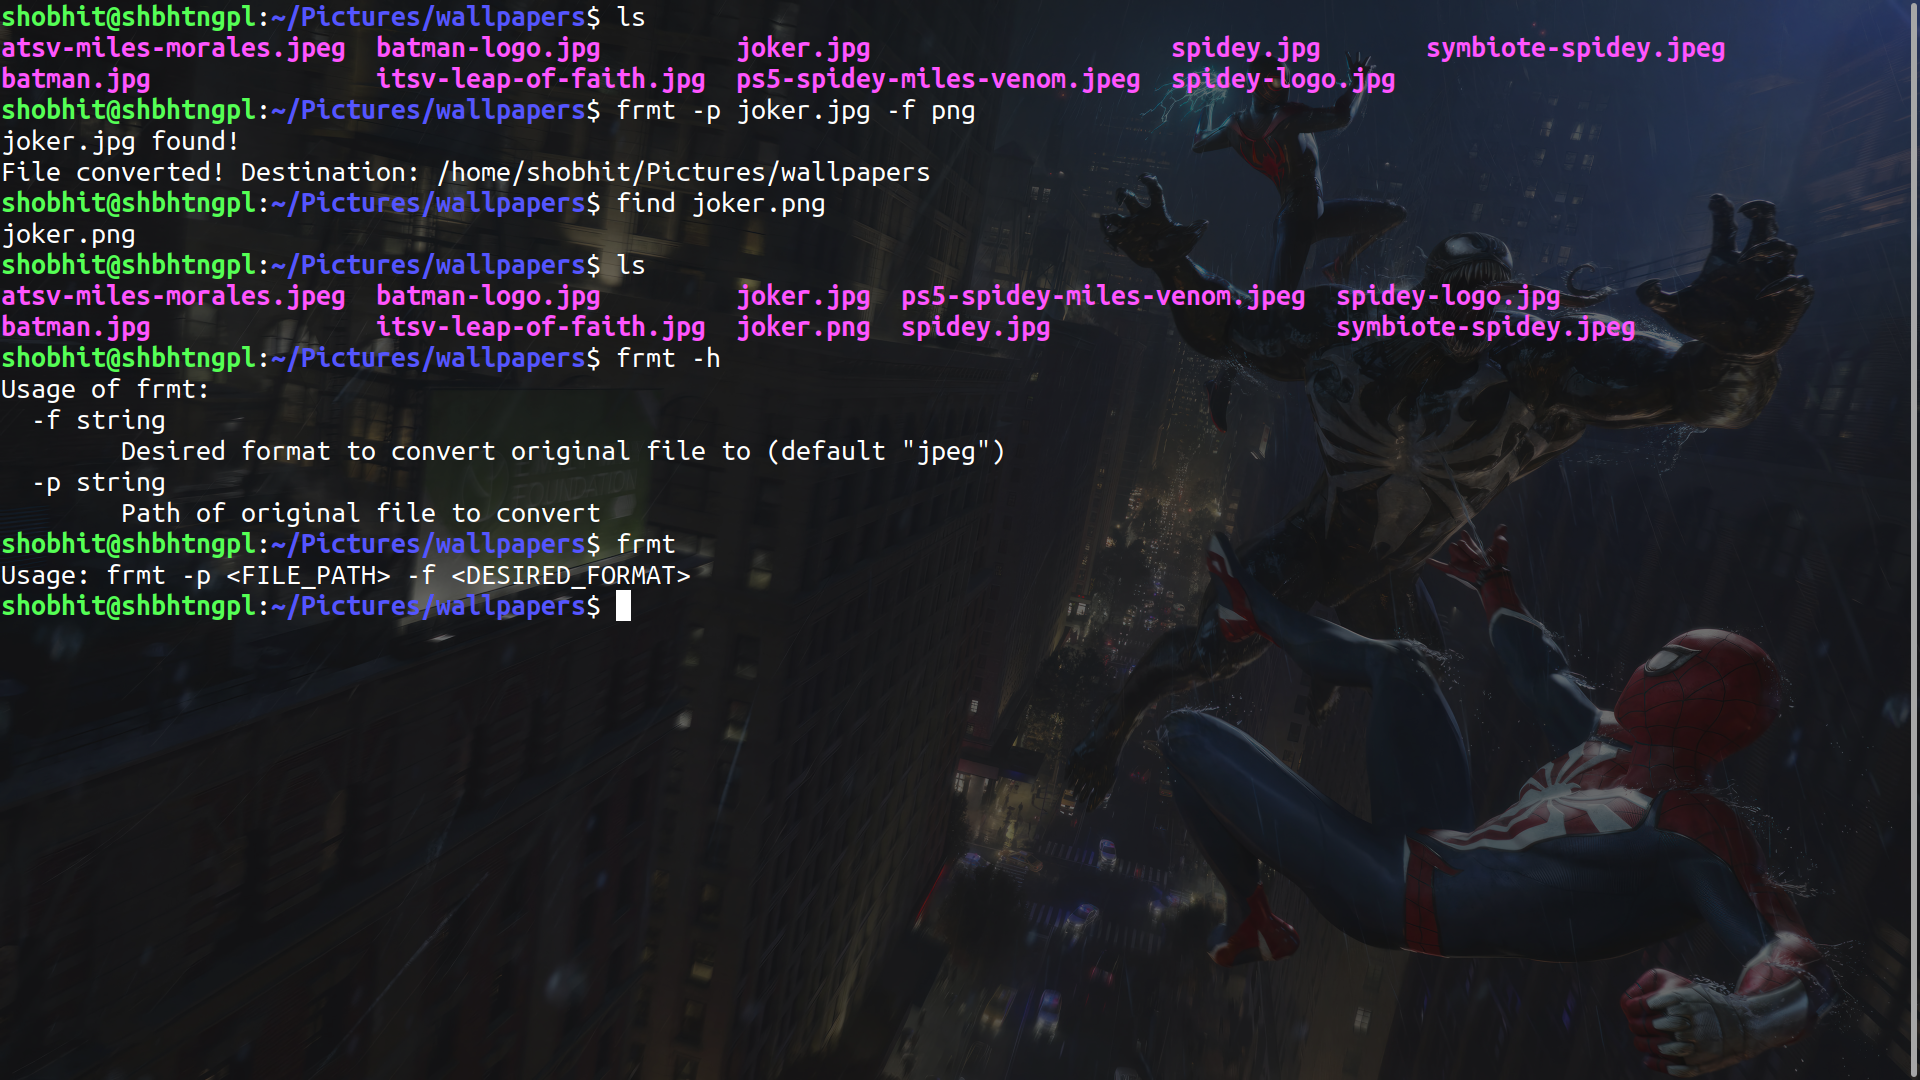 shobhit@shbhtngpl:~/Pictures/wallpapers$ ls
atsv-miles-morales.jpeg  batman-logo.jpg         joker.jpg                    spidey.jpg       symbiote-spidey.jpeg
batman.jpg               itsv-leap-of-faith.jpg  ps5-spidey-miles-venom.jpeg  spidey-logo.jpg
shobhit@shbhtngpl:~/Pictures/wallpapers$ frmt -p joker.jpg -f png
joker.jpg found!
File converted! Destination: /home/shobhit/Pictures/wallpapers
shobhit@shbhtngpl:~/Pictures/wallpapers$ find joker.png
joker.png
shobhit@shbhtngpl:~/Pictures/wallpapers$ ls
atsv-miles-morales.jpeg  batman-logo.jpg         joker.jpg  ps5-spidey-miles-venom.jpeg  spidey-logo.jpg
batman.jpg               itsv-leap-of-faith.jpg  joker.png  spidey.jpg                   symbiote-spidey.jpeg
shobhit@shbhtngpl:~/Pictures/wallpapers$ frmt -h
Usage of frmt:
  -f string
        Desired format to convert original file to (default "jpeg")
  -p string
        Path of original file to convert
shobhit@shbhtngpl:~/Pictures/wallpapers$ frmt
Usage: frmt -p <FILE_PATH> -f <DESIRED_FORMAT>
shobhit@shbhtngpl:~/Pictures/wallpapers$
FOUNDATION